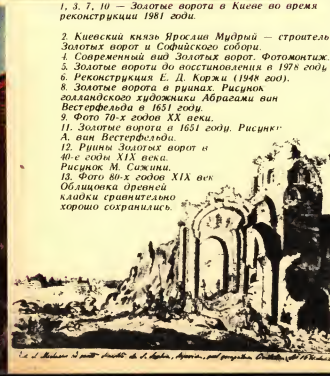 1, 3, 7, 10 — Золотые ворота в Киеве во время
реконструкции 1981 года.
2. Киевский князь Ярослав Мудрый — строитель
Золотых ворот и Софийского собора.
4. Современный вид Золотых ворот. Фотомонтаж.
5. Золотые ворота до восстановления в 1978 году.
6. Реконструкция Е. Д. Коржа (1948 год).
8. Золотые ворота в руинах. Рисунок
голландского художника Абрагама ван
Вестерфельда в 1651 году.
9. Фото 70-х годов XX века.
11. Золотые ворота в 1651 году. Рисунок
А. ван Вестерфельда.
12. Руины Золотых ворот в
40-е годы XIX века.
Рисунок М. Сажина.
13. Фото 80-х годов XIX век
Облицовка древней
кладки сравнительно
хорошо сохранилась.